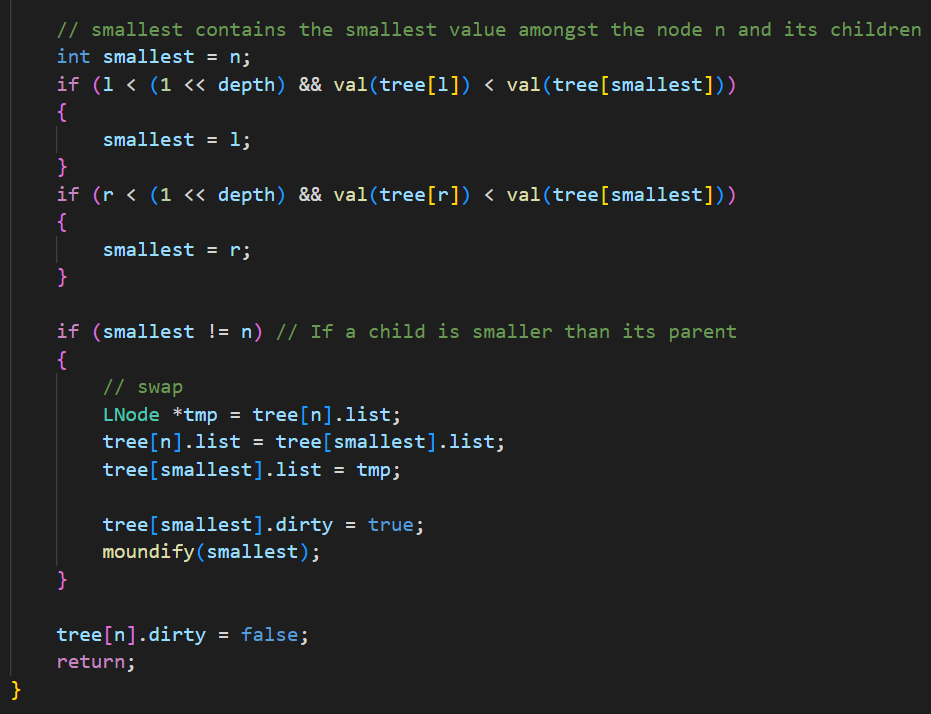 // smallest contains the smallest value amongst the node n and its children
int smallest = n;
if (l < (1 << depth) && val(tree[l]) < val(tree[smallest]))
{
smallest = l;
}
if (r < (1 << depth) && val(tree[r]) < val(tree[smallest]))
{
smallest = r;
}
if (smallest != n) // If a child is smaller than its parent
{
// swap
LNode *tmp = tree[n].list;
tree[n].list = tree[smallest].list;
tree[smallest].list = tmp;
tree[smallest].dirty = true;
moundify(smallest);
}
tree[n].dirty = false;
return;
}